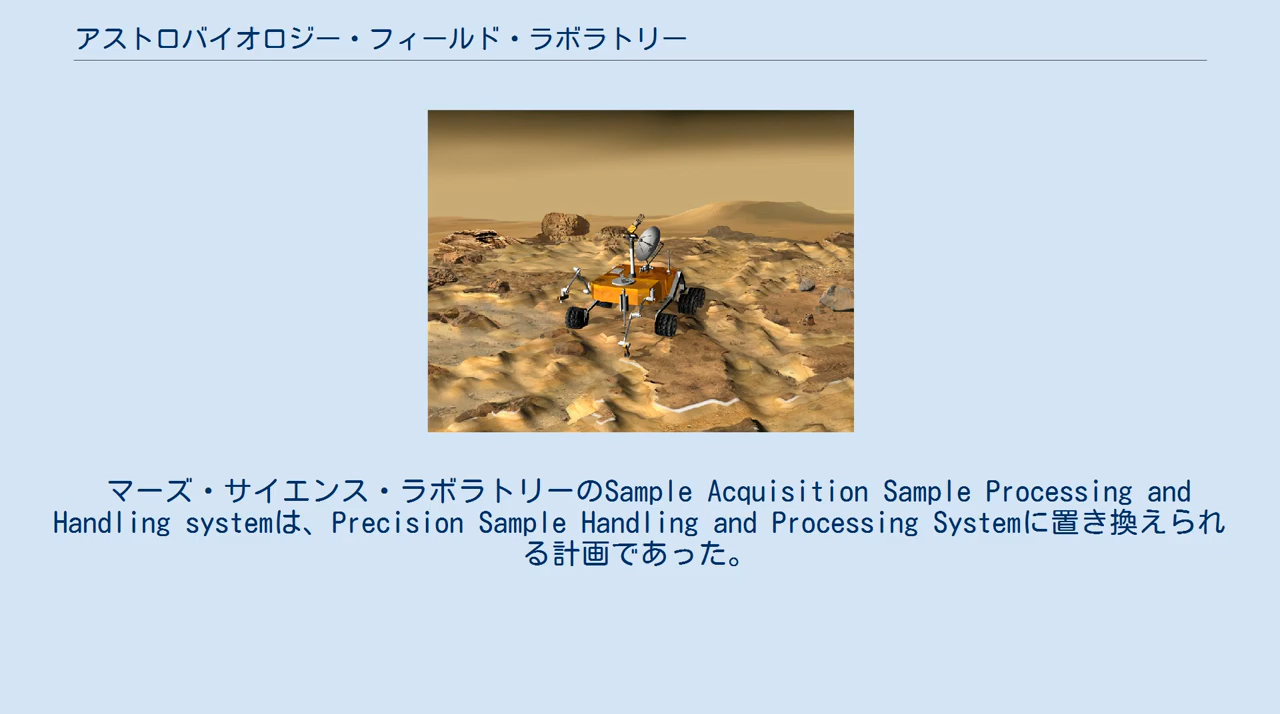 アストロバイオロジー・フィールド・ラボラトリー
マーズ・サイエンス・ラボラトリーのSample Acquisition Sample Processing and
Handling systemは、Precision Sample Handling and Processing Systemに置き換えられ
る計画であった。